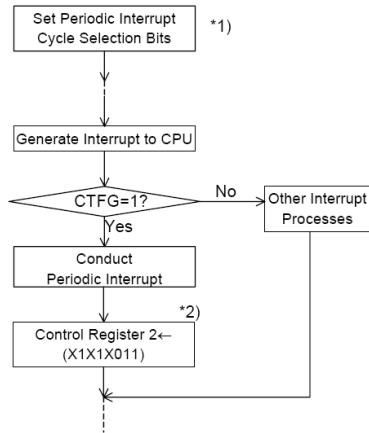 Set Periodic Interrupt
Cycle Selection Bits
*1)
Generate Interrupt to CPU
CTFG=1?
No
Other Interrupt
Processes
Yes
Conduct
Periodic Interrupt
*2)
Control Register 2←
(X1X1X011)